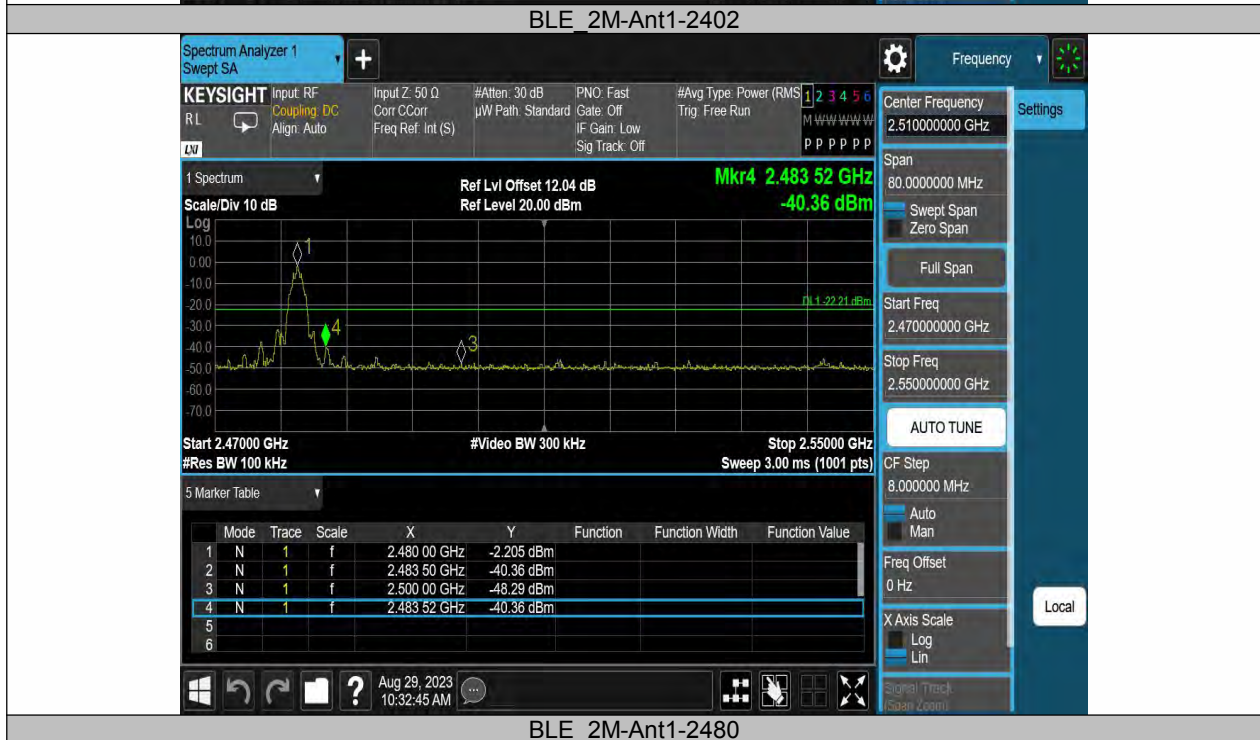 BLE_2M-Ant1-2402
Spectrum Analyzer 1
Swept SA
+
Frequency
KEYSIGHT
RL
LXI
Input: RF
Coupling: DC
Align: Auto
Input Z: 50 Ω
Corr CCorr
Freq Ref: Int (S)
#Atten: 30 dB
µW Path: Standard
PNO: Fast
Gate: Off
IF Gain: Low
Sig Track: Off
#Avg Type: Power (RMS
Trig: Free Run
1 2 3 4 5 6
M W W W W W
P P P P P P
Center Frequency
2.510000000 GHz
Settings
Span
80.0000000 MHz
Swept Span
Zero Span
Full Span
Start Freq
2.470000000 GHz
Stop Freq
2.550000000 GHz
AUTO TUNE
CF Step
8.000000 MHz
Auto
Man
Freq Offset
0 Hz
X Axis Scale
Log
Lin
Signal Track
(Span Zoom)
Local
1 Spectrum
Scale/Div 10 dB
Ref Lvl Offset 12.04 dB
Ref Level 20.00 dBm
Mkr4 2.483 52 GHz
-40.36 dBm
Log
10.0
0.00
-10.0
-20.0
-30.0
-40.0
-50.0
-60.0
-70.0
1
4
3
DL1 -22.21 dBm
Start 2.47000 GHz
#Video BW 300 kHz
Stop 2.55000 GHz
#Res BW 100 kHz
Sweep 3.00 ms (1001 pts)
5 Marker Table
Mode Trace Scale X Y Function Function Width Function Value
1 N 1 f 2.480 00 GHz -2.205 dBm
2 N 1 f 2.483 50 GHz -40.36 dBm
3 N 1 f 2.500 00 GHz -48.29 dBm
4 N 1 f 2.483 52 GHz -40.36 dBm
5
6
?
Aug 29, 2023
10:32:45 AM
BLE_2M-Ant1-2480